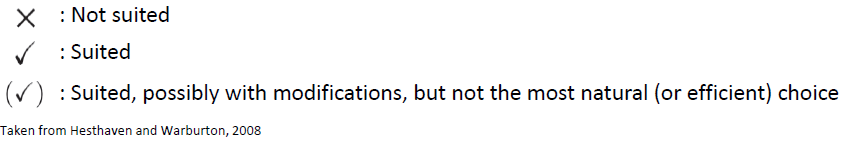 × : Not suited
✓ : Suited
(✓) : Suited, possibly with modifications, but not the most natural (or efficient) choice
Taken from Hesthaven and Warburton, 2008